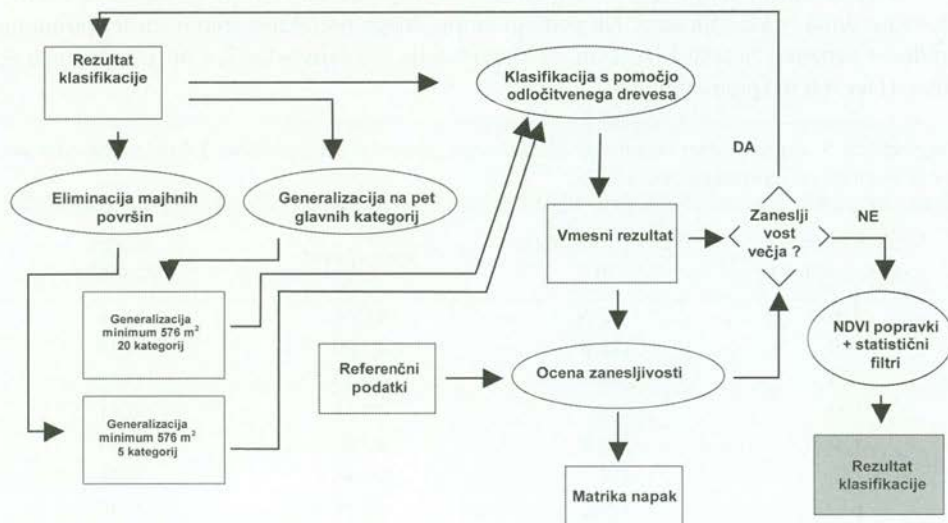 Rezultat
klasifikacije
Klasifikacija s pomočjo
odločitvenega drevesa
DA
Eliminacija majhnih
površin
Generalizacija na pet
glavnih kategorij
Vmesni rezultat
Zaneslji
vost
večja ?
NE
Generalizacija
minimum 576 m²
20 kategorij
Referenčni
podatki
Ocena zanesljivosti
NDVI popravki
+ statistični
filtri
Generalizacija
minimum 576 m²
5 kategorij
Matrika napak
Rezultat
klasifikacije